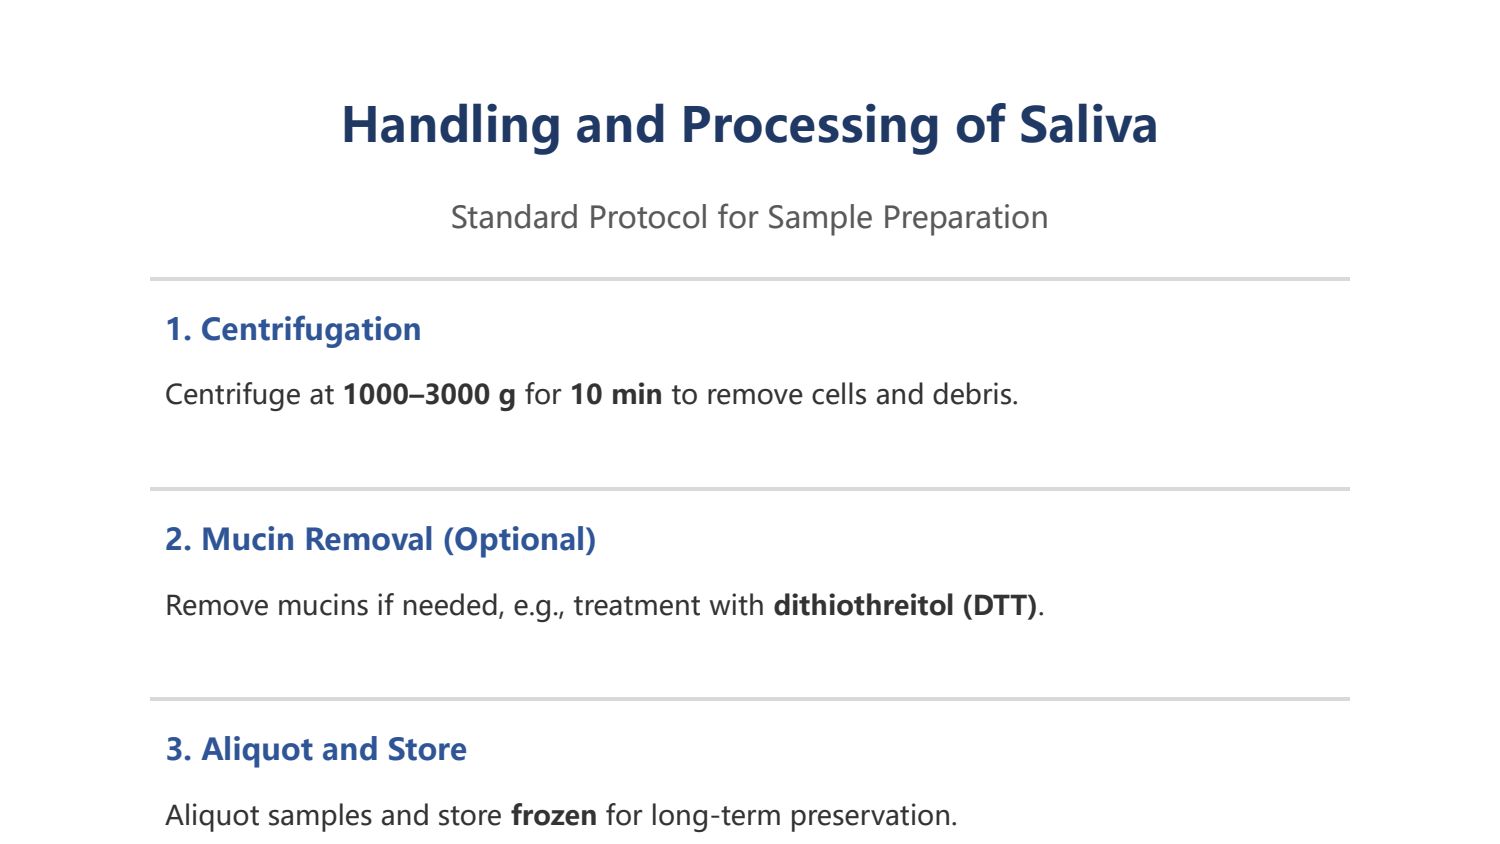 Handling and Processing of Saliva
Standard Protocol for Sample Preparation
1. Centrifugation
Centrifuge at 1000–3000 g for 10 min to remove cells and debris.
2. Mucin Removal (Optional)
Remove mucins if needed, e.g., treatment with dithiothreitol (DTT).
3. Aliquot and Store
Aliquot samples and store frozen for long-term preservation.